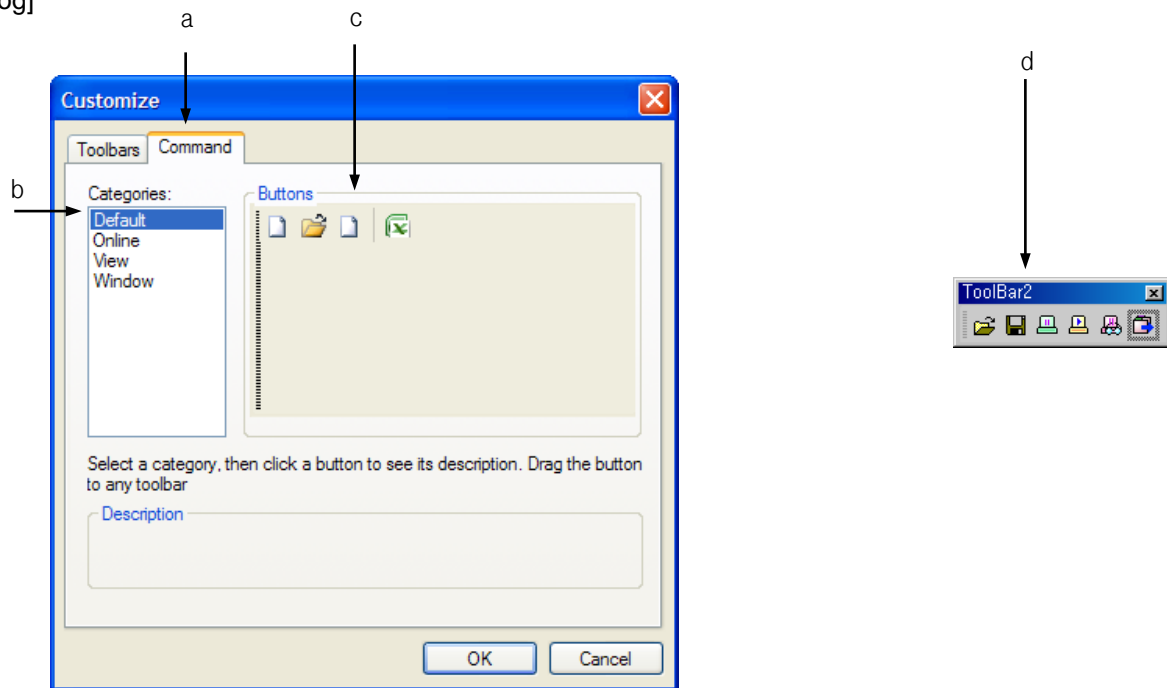 og]
a
c
d
Customize
Toolbars Command
b
Categories:
Buttons
Default
Online
View
Window
ToolBar2
Select a category, then click a button to see its description. Drag the button
to any toolbar
Description
OK
Cancel